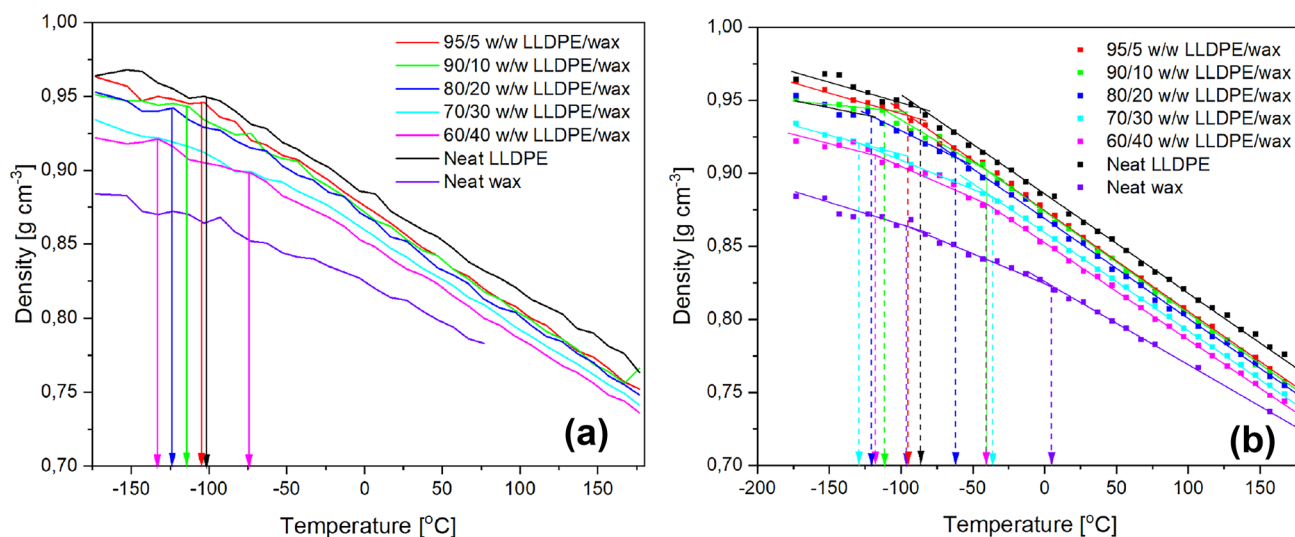 1,00
0,95
0,90
0,85
0,80
0,75
0,70
Density [g cm-3]
95/5 w/w LLDPE/wax
90/10 w/w LLDPE/wax
80/20 w/w LLDPE/wax
70/30 w/w LLDPE/wax
60/40 w/w LLDPE/wax
Neat LLDPE
Neat wax
(a)
-150 -100 -50 0 50 100 150
Temperature [oC]
1,00
0,95
0,90
0,85
0,80
0,75
0,70
Density [g cm-3]
95/5 w/w LLDPE/wax
90/10 w/w LLDPE/wax
80/20 w/w LLDPE/wax
70/30 w/w LLDPE/wax
60/40 w/w LLDPE/wax
Neat LLDPE
Neat wax
(b)
-200 -150 -100 -50 0 50 100 150
Temperature [oC]